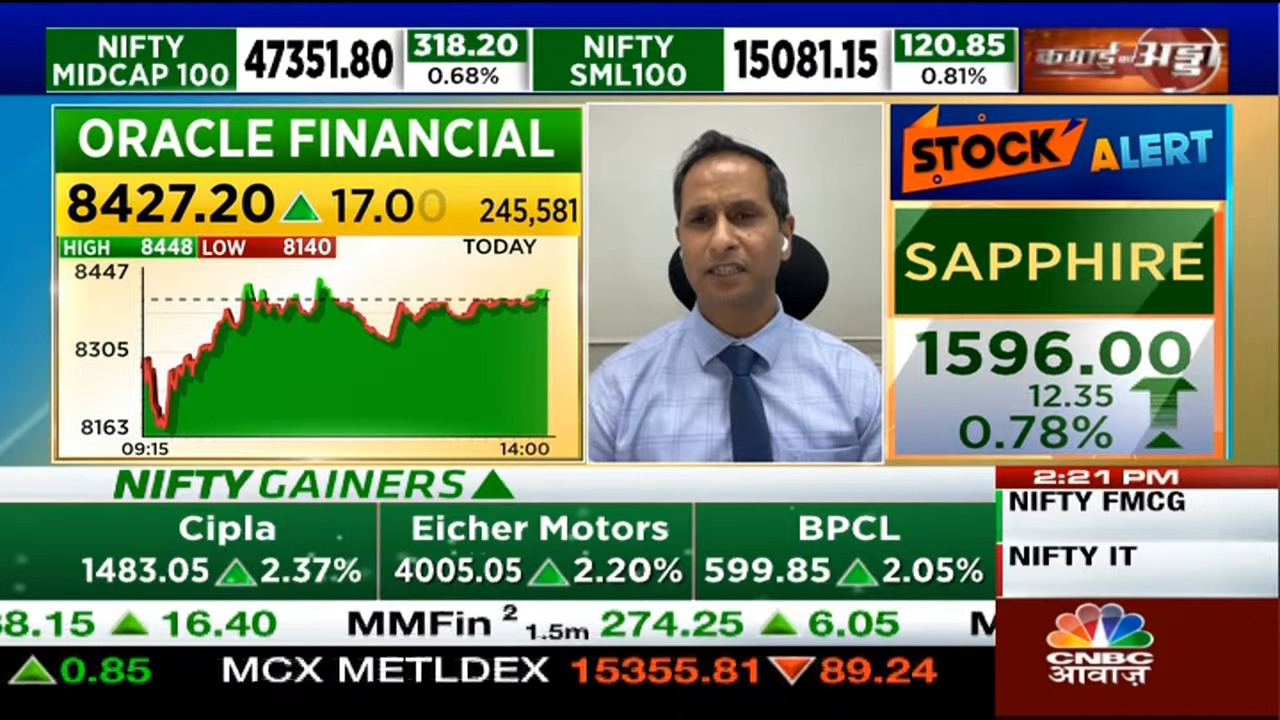 NIFTY MIDCAP 100 47351.80 318.20 0.68%
NIFTY SML100 15081.15 120.85 0.81%
कमाई का अड्डा
ORACLE FINANCIAL
8427.20 17.00 245,581
HIGH 8448 LOW 8140 TODAY
8447
8305
8163
09:15 14:00
STOCK ALERT
SAPPHIRE
1596.00
12.35
0.78%
NIFTY GAINERS
Cipla
1483.05 2.37%
Eicher Motors
4005.05 2.20%
BPCL
599.85 2.05%
2:21 PM
NIFTY FMCG
NIFTY IT
8.15 16.40 MMFin 2 1.5m 274.25 6.05
0.85 MCX METLDEX 15355.81 89.24
CNBC
आवाज़